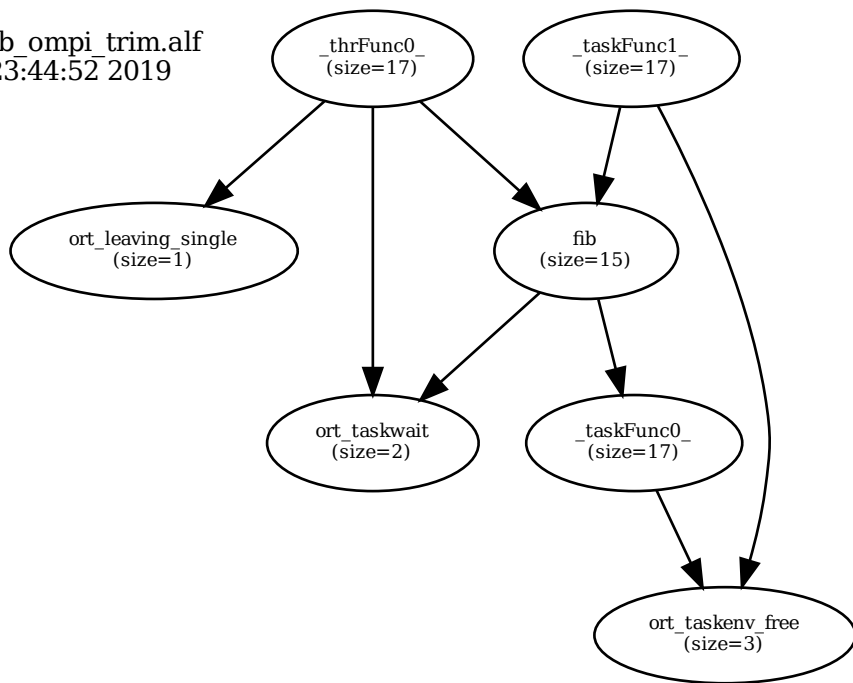 b_ompi_trim.alf
23:44:52 2019
_thrFunc0_
(size=17)
_taskFunc1_
(size=17)
ort_leaving_single
(size=1)
fib
(size=15)
ort_taskwait
(size=2)
_taskFunc0_
(size=17)
ort_taskenv_free
(size=3)